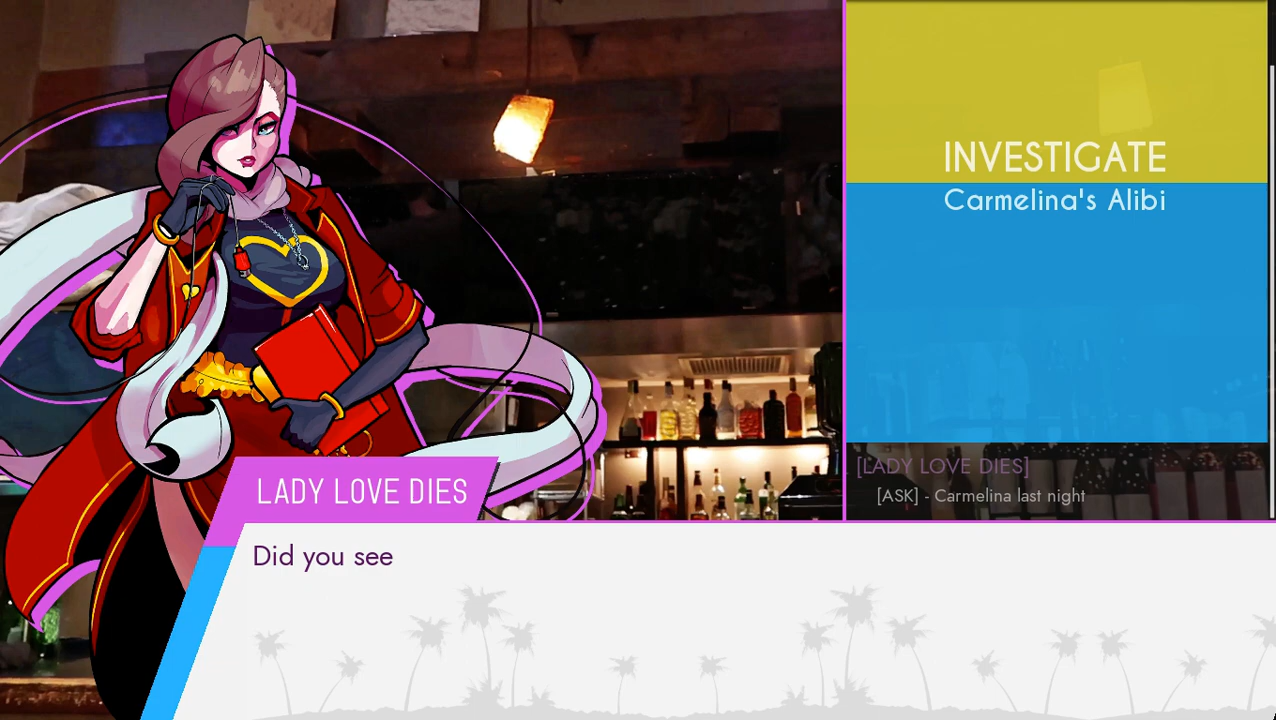 INVESTIGATE
Carmelina's Alibi
[LADY LOVE DIES]
[ASK] - Carmelina last night
LADY LOVE DIES
Did you see